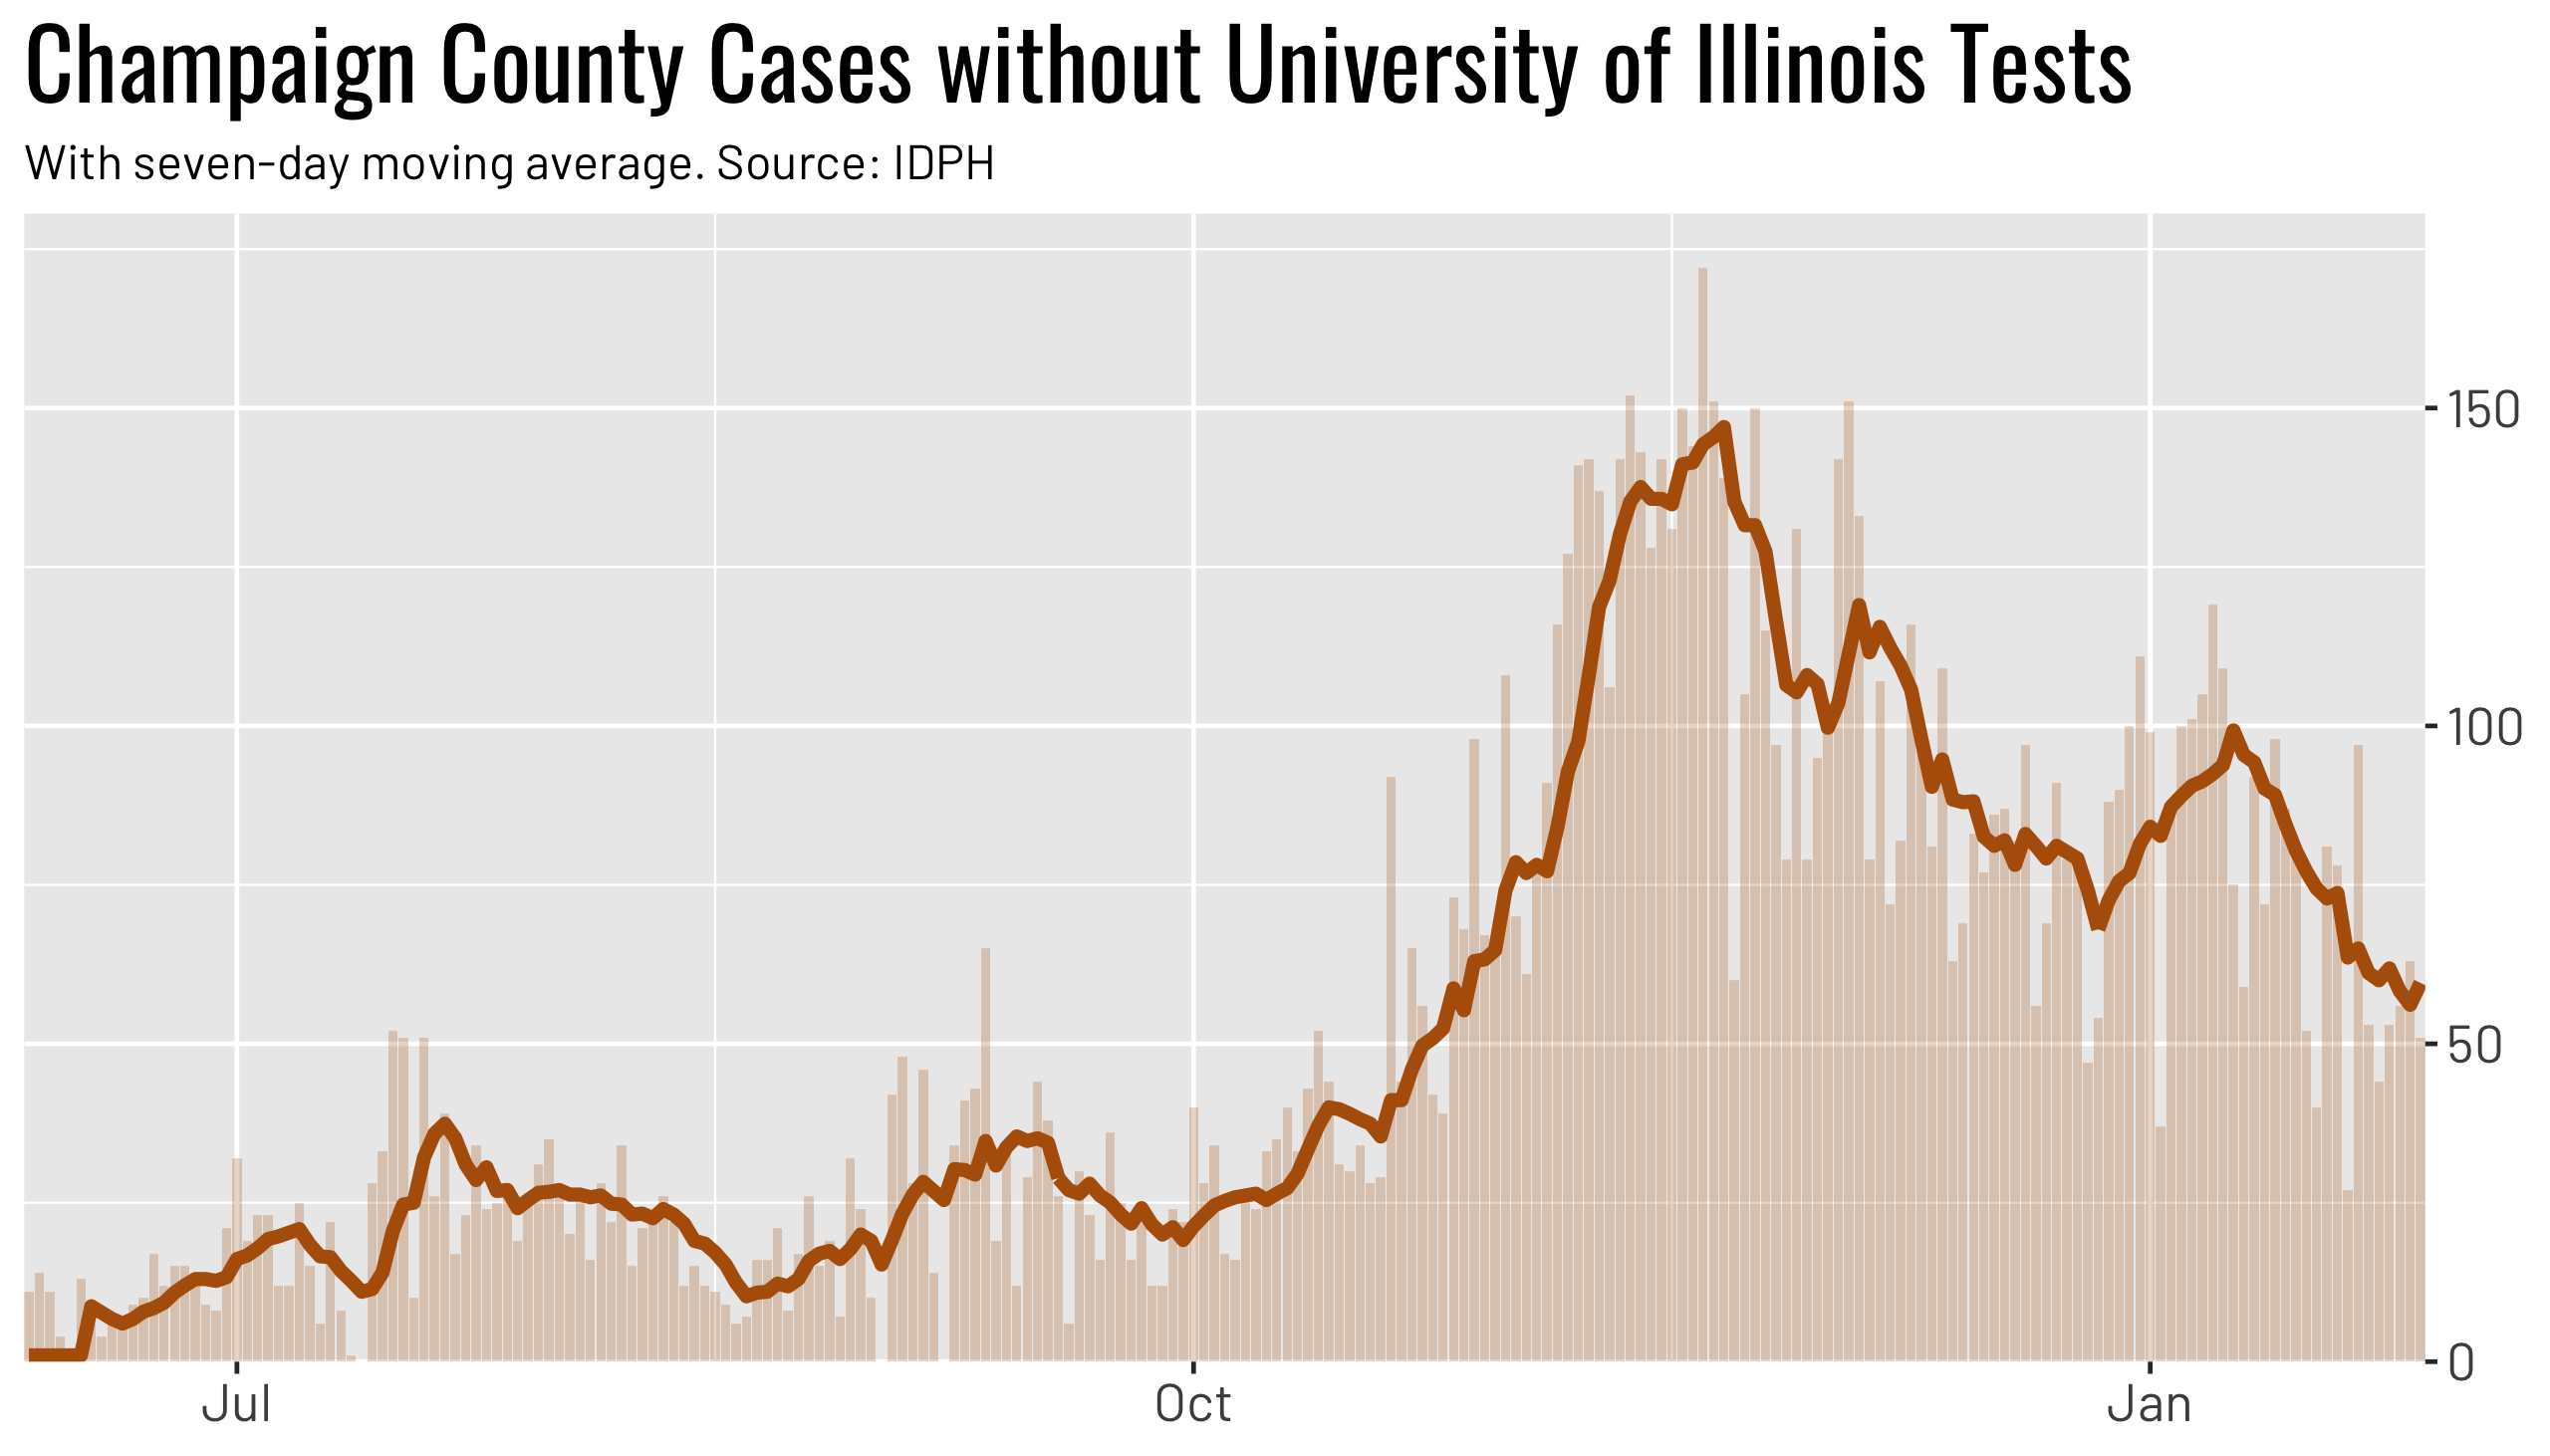 Champaign County Cases without University of Illinois Tests
With seven-day moving average. Source: IDPH
150
100
50
0
Jul Oct Jan